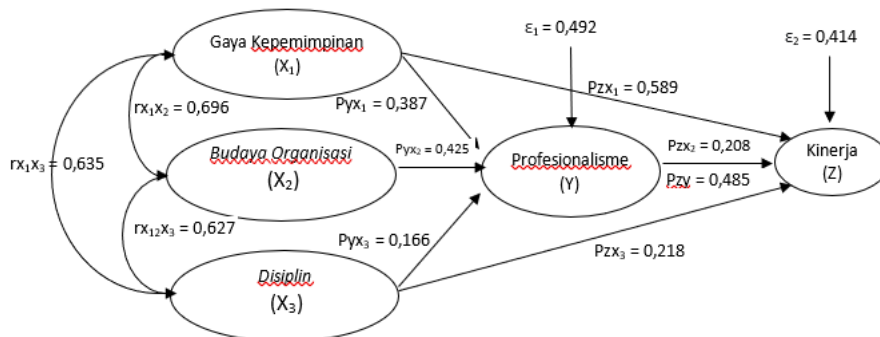 Gaya Kepemimpinan
(X₁)
ε₁ = 0,492
ε₂ = 0,414
Pzx₁ = 0,589
Pyx₁ = 0,387
rx₁x₂ = 0,696
rx₁x₃ = 0,635
Budaya Organisasi
(X₂)
Pyx₂ = 0,425
Profesionalisme
(Y)
Pzx₂ = 0,208
Pzy = 0,485
Kinerja
(Z)
rx₁₂x₃ = 0,627
Pyx₃ = 0,166
Pzx₃ = 0,218
Disiplin
(X₃)